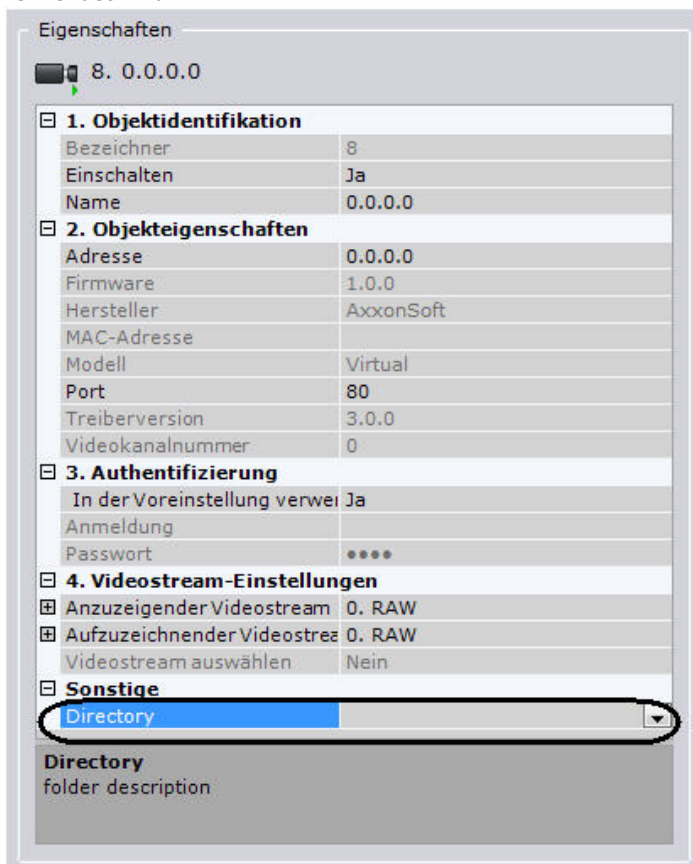 Eigenschaften
8. 0.0.0.0
1. Objektidentifikation
Bezeichner 8
Einschalten Ja
Name 0.0.0.0
2. Objekteigenschaften
Adresse 0.0.0.0
Firmware 1.0.0
Hersteller AxxonSoft
MAC-Adresse
Modell Virtual
Port 80
Treiberversion 3.0.0
Videokanalnummer 0
3. Authentifizierung
In der Voreinstellung verwei Ja
Anmeldung
Passwort ••••
4. Videostream-Einstellungen
Anzuzeigender Videostream 0. RAW
Aufzuzeichnender Videostrea 0. RAW
Videostream auswählen Nein
Sonstige
Directory
Directory
folder description